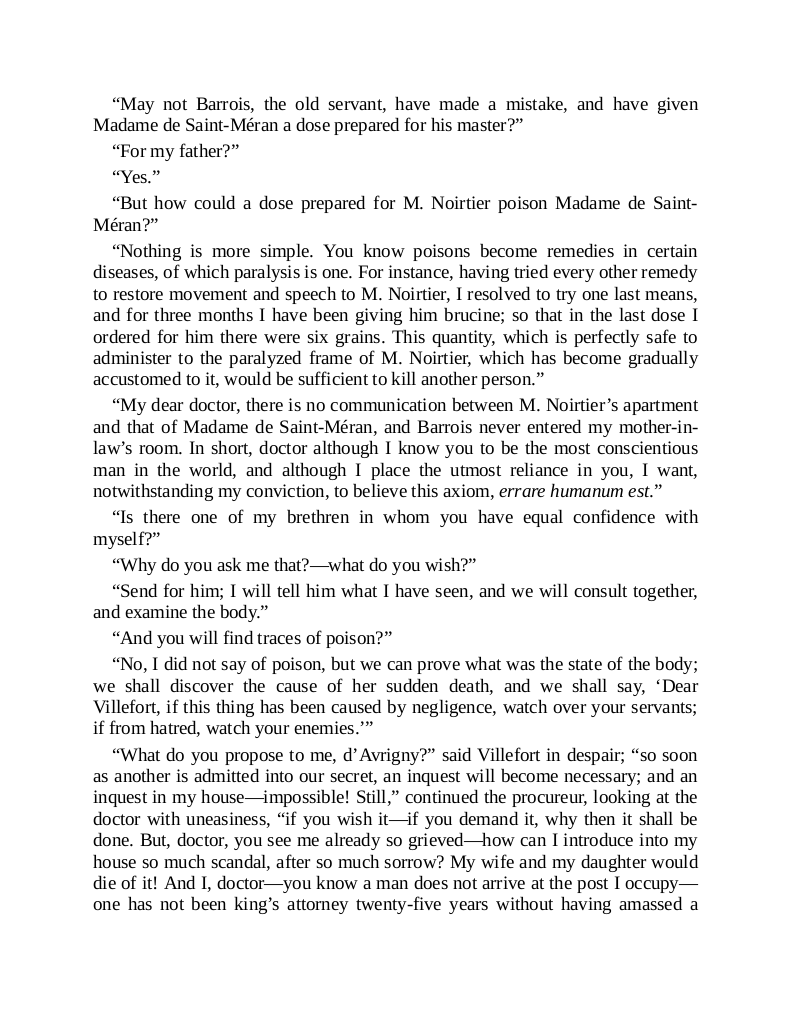 “May not Barrois, the old servant, have made a mistake, and have given
Madame de Saint-Méran a dose prepared for his master?”
“For my father?”
“Yes.”
“But how could a dose prepared for M. Noirtier poison Madame de Saint-
Méran?”
“Nothing is more simple. You know poisons become remedies in certain
diseases, of which paralysis is one. For instance, having tried every other remedy
to restore movement and speech to M. Noirtier, I resolved to try one last means,
and for three months I have been giving him brucine; so that in the last dose I
ordered for him there were six grains. This quantity, which is perfectly safe to
administer to the paralyzed frame of M. Noirtier, which has become gradually
accustomed to it, would be sufficient to kill another person.”
“My dear doctor, there is no communication between M. Noirtier’s apartment
and that of Madame de Saint-Méran, and Barrois never entered my mother-in-
law’s room. In short, doctor although I know you to be the most conscientious
man in the world, and although I place the utmost reliance in you, I want,
notwithstanding my conviction, to believe this axiom, errare humanum est.”
“Is there one of my brethren in whom you have equal confidence with
myself?”
“Why do you ask me that?—what do you wish?”
“Send for him; I will tell him what I have seen, and we will consult together,
and examine the body.”
“And you will find traces of poison?”
“No, I did not say of poison, but we can prove what was the state of the body;
we shall discover the cause of her sudden death, and we shall say, ‘Dear
Villefort, if this thing has been caused by negligence, watch over your servants;
if from hatred, watch your enemies.’”
“What do you propose to me, d’Avrigny?” said Villefort in despair; “so soon
as another is admitted into our secret, an inquest will become necessary; and an
inquest in my house—impossible! Still,” continued the procureur, looking at the
doctor with uneasiness, “if you wish it—if you demand it, why then it shall be
done. But, doctor, you see me already so grieved—how can I introduce into my
house so much scandal, after so much sorrow? My wife and my daughter would
die of it! And I, doctor—you know a man does not arrive at the post I occupy—
one has not been king’s attorney twenty-five years without having amassed a